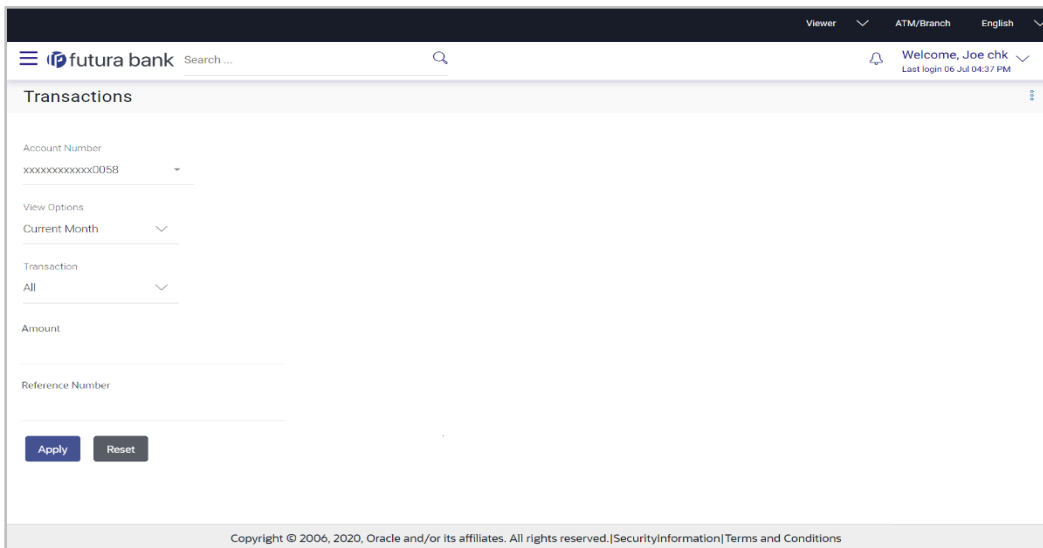 Viewer ATM/Branch English
futura bank Search ... Welcome, Joe chk
Last login 06 Jul 04:37 PM
Transactions
Account Number
xxxxxxxxxxxx0058
View Options
Current Month
Transaction
All
Amount
Reference Number
Apply Reset
Copyright © 2006, 2020, Oracle and/or its affiliates. All rights reserved.|SecurityInformation|Terms and Conditions